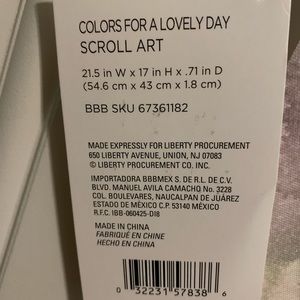 COLORS FOR A LOVELY DAY
SCROLL ART
21.5 in W x 17 in H x .71 in D
(54.6 cm x 43 cm x 1.8 cm)
BBB SKU 67361182
MADE EXPRESSLY FOR LIBERTY PROCUREMENT
650 LIBERTY AVENUE, UNION, NJ 07083
© LIBERTY PROCUREMENT CO. INC.
IMPORTADORA BBBMEX S. DE R.L. DE C.V.
BLVD. MANUEL AVILA CAMACHO No. 3228
COL. BOULEVARES, NAUCALPAN DE JUÁREZ
ESTADO DE MÉXICO C.P. 53140 MÉXICO
R.F.C. IBB-060425-DI8
MADE IN CHINA
FABRIQUÉ EN CHINE
HECHO EN CHINA
0 32231 57838 6